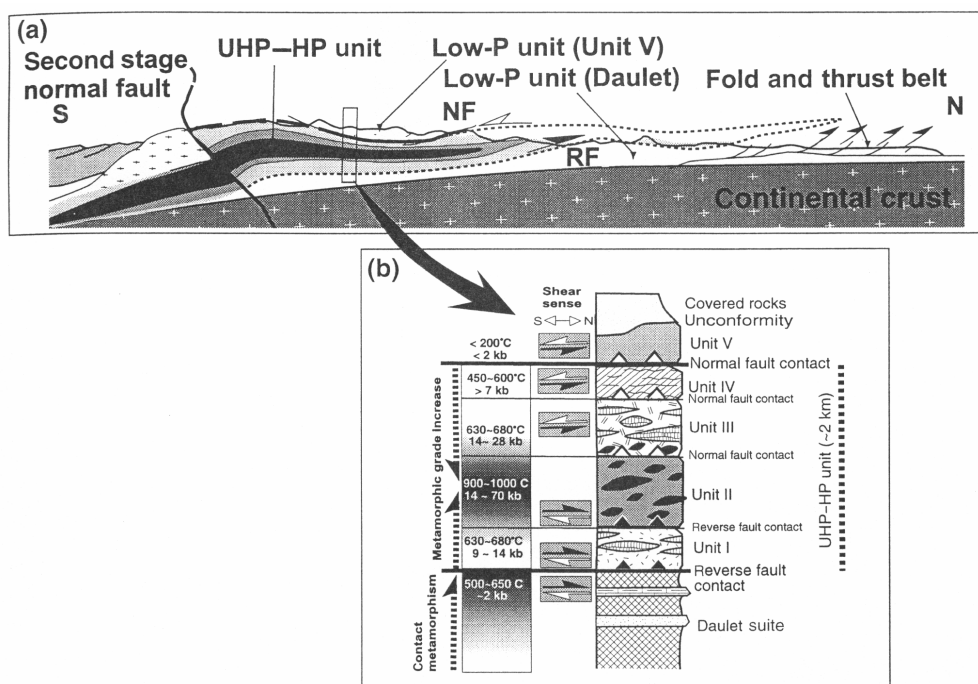 (a)
Second stage
normal fault
S
UHP–HP unit
Low-P unit (Unit V)
Low-P unit (Daulet)
NF
RF
Fold and thrust belt
N
Continental crust
(b)
Shear
sense
S N
Covered rocks
Unconformity
< 200°C
< 2 kb
Unit V
Normal fault contact
450~600°C
> 7 kb
Unit IV
Normal fault contact
630~680°C
14~ 28 kb
Unit III
Normal fault contact
900~1000 C
14 ~ 70 kb
Unit II
Reverse fault contact
630~680°C
9 ~ 14 kb
Unit I
Reverse fault
contact
500~650 C
~2 kb
Daulet suite
Metamorphic grade increase
Contact
metamorphism
UHP–HP unit (~2 km)